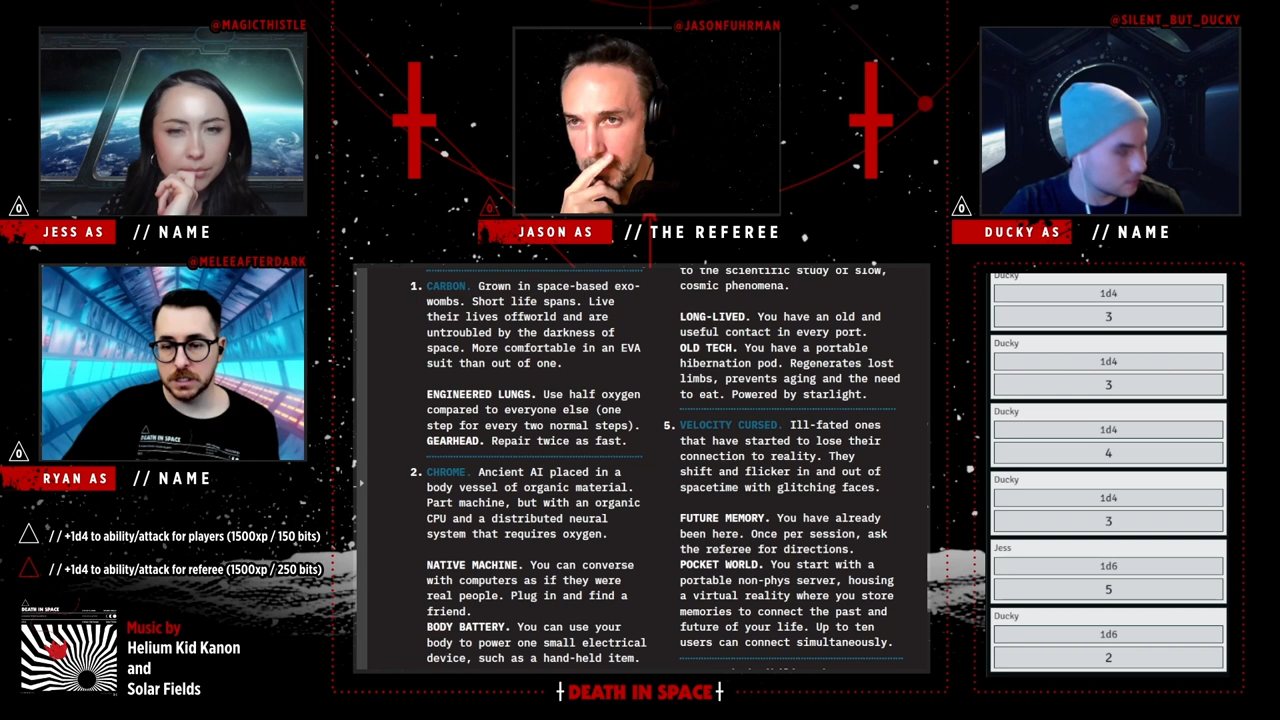 @MAGICTHISTLE
@JASONFUHRMAN
@SILENT_BUT_DUCKY
0
0
0
JESS AS // NAME
JASON AS // THE REFEREE
DUCKY AS // NAME
@MELEEAFTERDARK
DEATH IN SPACE
0
RYAN AS // NAME
// +1d4 to ability/attack for players (1500xp / 150 bits)
// +1d4 to ability/attack for referee (1500xp / 250 bits)
DEATH IN SPACE
Music by
Helium Kid Kanon
and
Solar Fields
1. CARBON. Grown in space-based exo-
wombs. Short life spans. Live
their lives offworld and are
untroubled by the darkness of
space. More comfortable in an EVA
suit than out of one.
ENGINEERED LUNGS. Use half oxygen
compared to everyone else (one
step for every two normal steps).
GEARHEAD. Repair twice as fast.
2. CHROME. Ancient AI placed in a
body vessel of organic material.
Part machine, but with an organic
CPU and a distributed neural
system that requires oxygen.
NATIVE MACHINE. You can converse
with computers as if they were
real people. Plug in and find a
friend.
BODY BATTERY. You can use your
body to power one small electrical
device, such as a hand-held item.
to the scientific study of slow,
cosmic phenomena.
LONG-LIVED. You have an old and
useful contact in every port.
OLD TECH. You have a portable
hibernation pod. Regenerates lost
limbs, prevents aging and the need
to eat. Powered by starlight.
5. VELOCITY CURSED. Ill-fated ones
that have started to lose their
connection to reality. They
shift and flicker in and out of
spacetime with glitching faces.
FUTURE MEMORY. You have already
been here. Once per session, ask
the referee for directions.
POCKET WORLD. You start with a
portable non-phys server, housing
a virtual reality where you store
memories to connect the past and
future of your life. Up to ten
users can connect simultaneously.
Ducky
1d4
3
Ducky
1d4
3
Ducky
1d4
4
Ducky
1d4
3
Jess
1d6
5
Ducky
1d6
2
DEATH IN SPACE